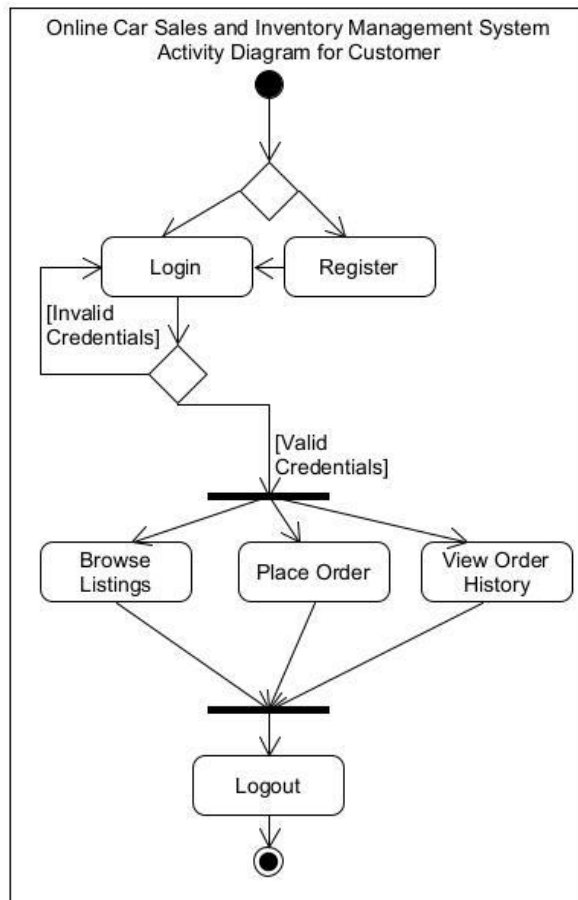 Online Car Sales and Inventory Management System
Activity Diagram for Customer
Login
Register
[Invalid
Credentials]
[Valid
Credentials]
Browse
Listings
Place Order
View Order
History
Logout